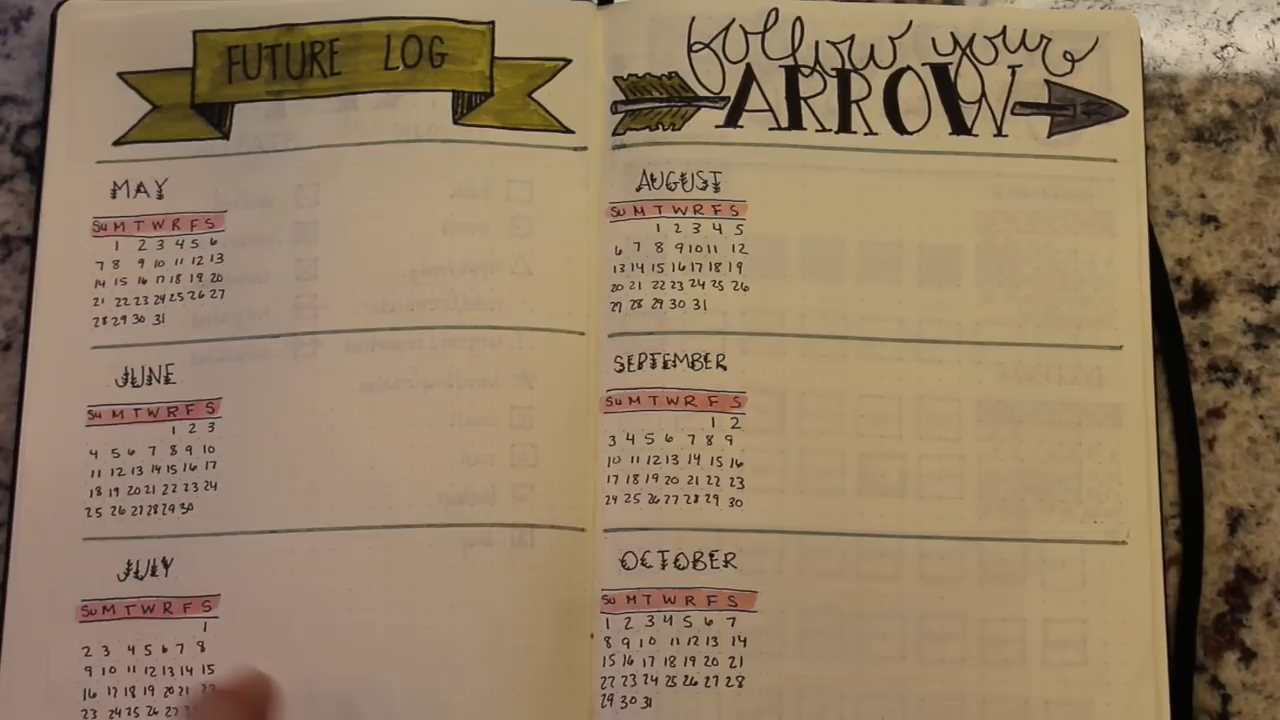 FUTURE LOG
MAY
Su M T W R F S
1 2 3 4 5 6
7 8 9 10 11 12 13
14 15 16 17 18 19 20
21 22 23 24 25 26 27
28 29 30 31
JUNE
Su M T W R F S
1 2 3
4 5 6 7 8 9 10
11 12 13 14 15 16 17
18 19 20 21 22 23 24
25 26 27 28 29 30
JULY
Su M T W R F S
1
2 3 4 5 6 7 8
9 10 11 12 13 14 15
16 17 18 19 20 21 22
23 24 25 26 27
follow your
ARROW
AUGUST
Su M T W R F S
1 2 3 4 5
6 7 8 9 10 11 12
13 14 15 16 17 18 19
20 21 22 23 24 25 26
27 28 29 30 31
SEPTEMBER
Su M T W R F S
1 2
3 4 5 6 7 8 9
10 11 12 13 14 15 16
17 18 19 20 21 22 23
24 25 26 27 28 29 30
OCTOBER
Su M T W R F S
1 2 3 4 5 6 7
8 9 10 11 12 13 14
15 16 17 18 19 20 21
22 23 24 25 26 27 28
29 30 31